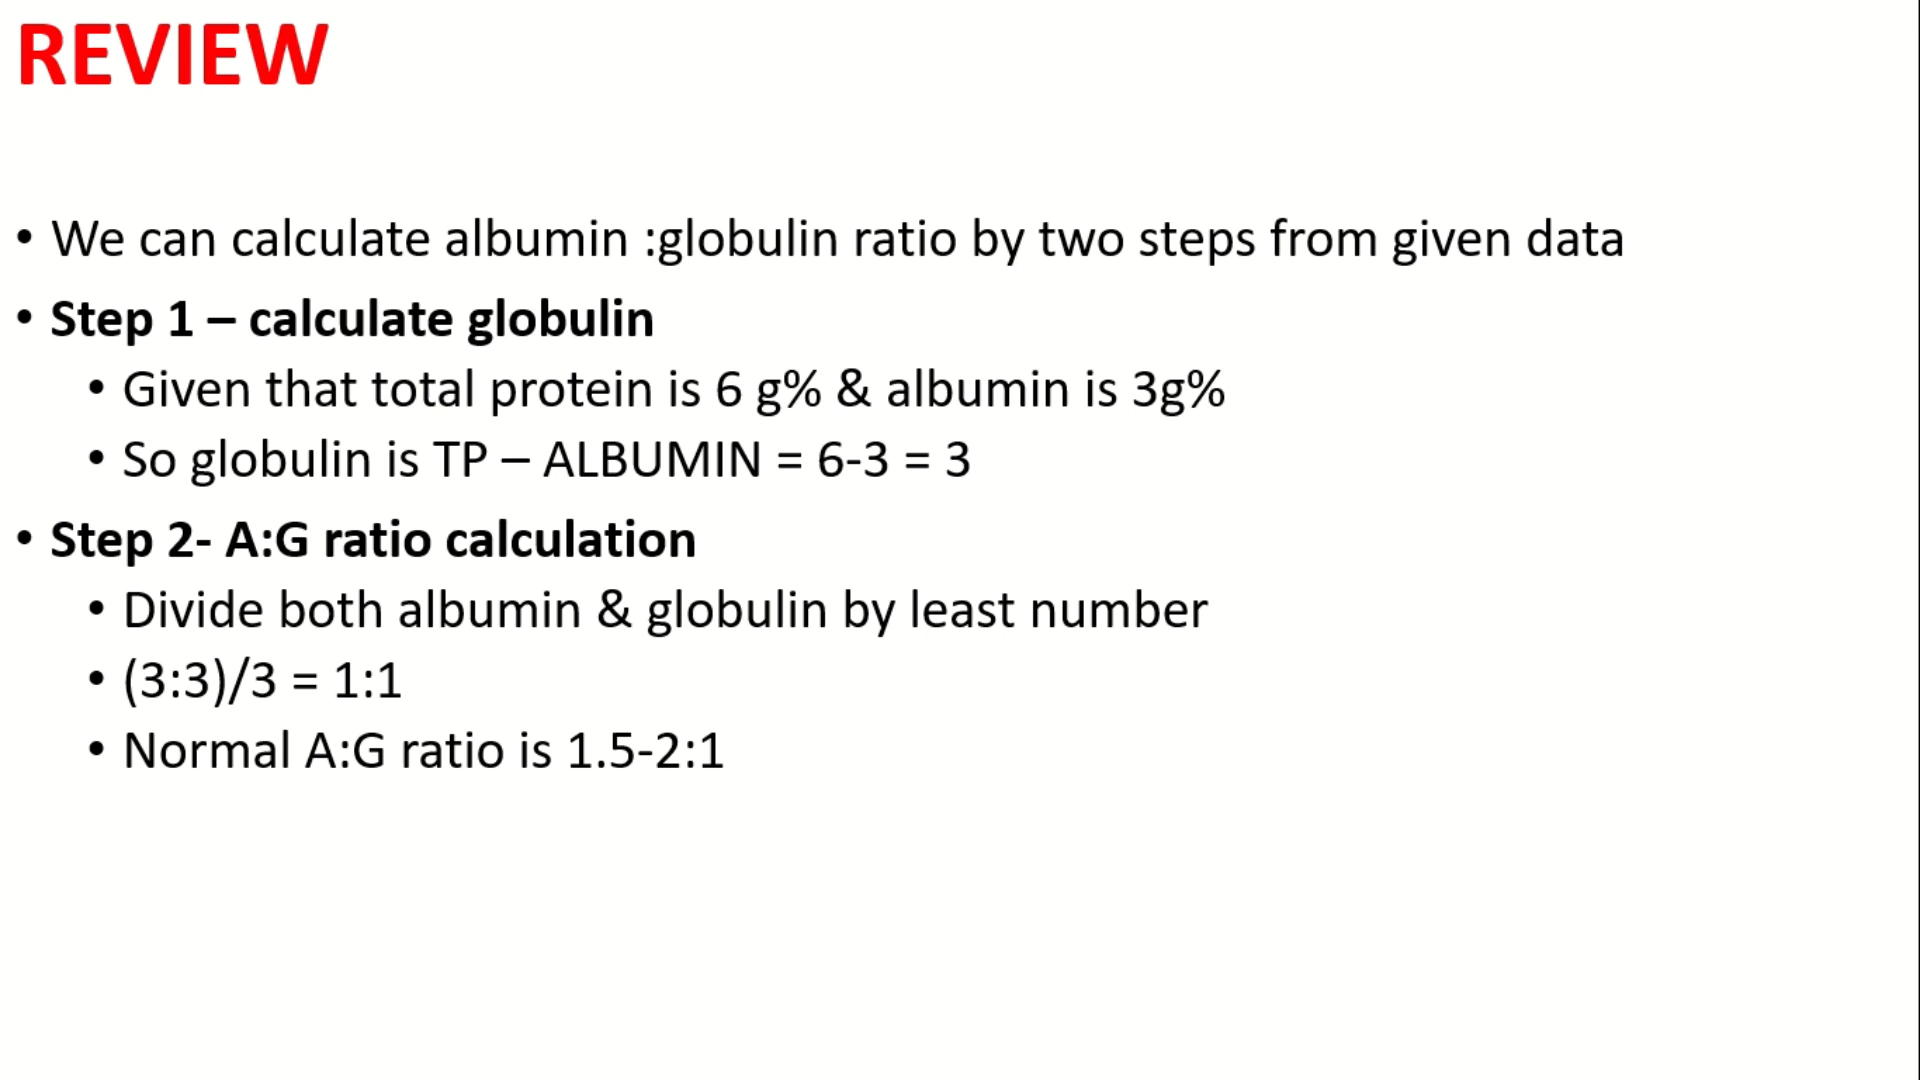 REVIEW
• We can calculate albumin :globulin ratio by two steps from given data
• Step 1 – calculate globulin
• Given that total protein is 6 g% & albumin is 3g%
• So globulin is TP – ALBUMIN = 6-3 = 3
• Step 2- A:G ratio calculation
• Divide both albumin & globulin by least number
• (3:3)/3 = 1:1
• Normal A:G ratio is 1.5-2:1